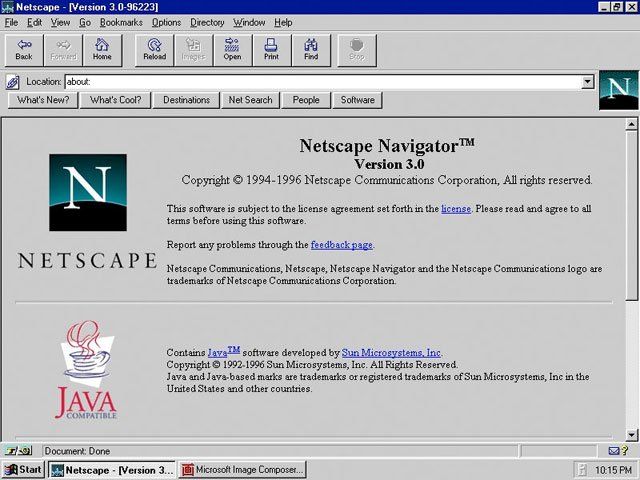 Netscape - [Version 3.0-96223]
File Edit View Go Bookmarks Options Directory Window Help
Back Forward Home Reload Images Open Print Find Stop
Location: about:
What's New? What's Cool? Destinations Net Search People Software
N
Netscape Navigator™
Version 3.0
Copyright © 1994-1996 Netscape Communications Corporation, All rights reserved.
N
NETSCAPE
This software is subject to the license agreement set forth in the license. Please read and agree to all
terms before using this software.
Report any problems through the feedback page.
Netscape Communications, Netscape, Netscape Navigator and the Netscape Communications logo are
trademarks of Netscape Communications Corporation.
JAVA
COMPATIBLE
Contains Java™ software developed by Sun Microsystems, Inc.
Copyright © 1992-1996 Sun Microsystems, Inc. All Rights Reserved.
Java and Java-based marks are trademarks or registered trademarks of Sun Microsystems, Inc in the
United States and other countries.
Document: Done
?
Start Netscape - [Version 3... Microsoft Image Composer... 10:15 PM